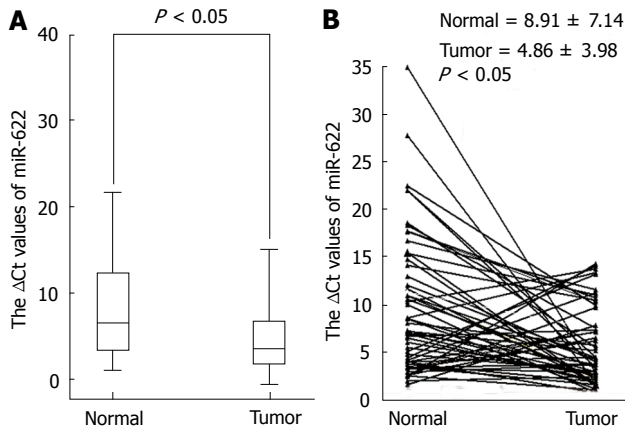 A
P < 0.05
The ΔCt values of miR-622
40
30
20
10
0
Normal
Tumor
B
Normal = 8.91 ± 7.14
Tumor = 4.86 ± 3.98
P < 0.05
The ΔCt values of miR-622
35
30
25
20
15
10
5
0
Normal
Tumor